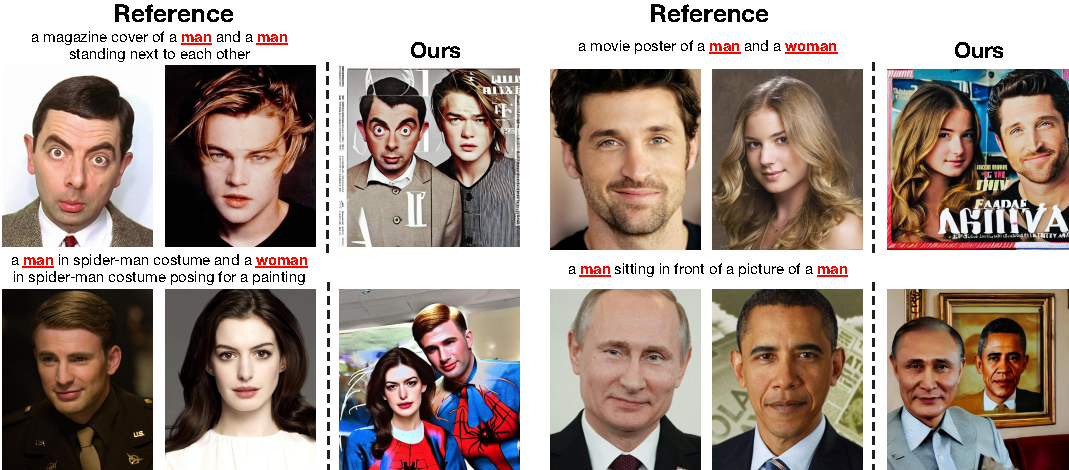 Reference
a magazine cover of a man and a man
standing next to each other
Ours
Reference
a movie poster of a man and a woman
Ours
a man in spider-man costume and a woman
in spider-man costume posing for a painting
a man sitting in front of a picture of a man
U.S.